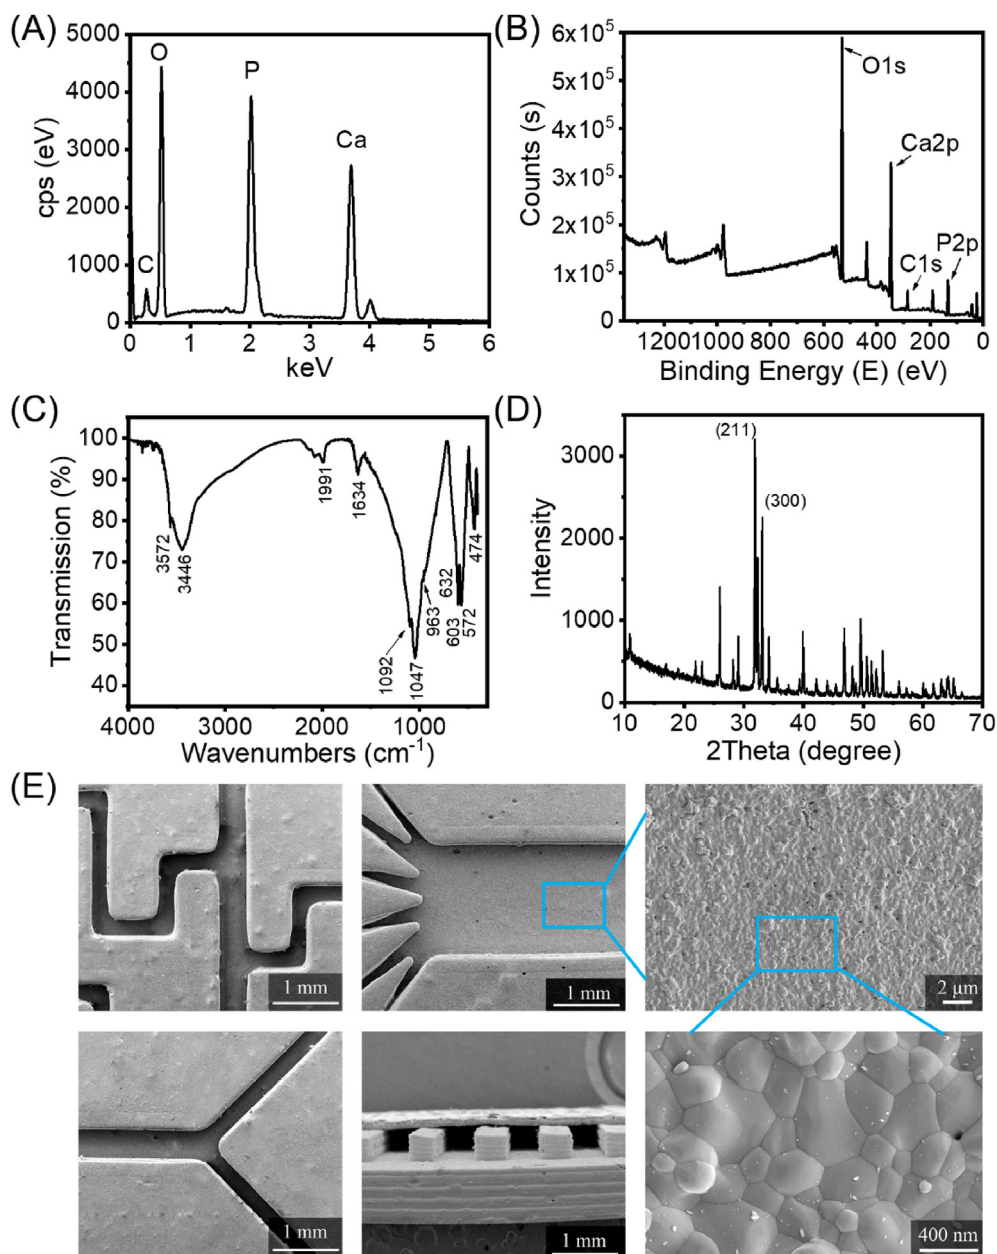 (A)
5000
4000
3000
2000
1000
0
cps (eV)
C
O
P
Ca
0 1 2 3 4 5 6
keV
(B)
6x10⁵
5x10⁵
4x10⁵
3x10⁵
2x10⁵
1x10⁵
0
Counts (s)
O1s
Ca2p
C1s
P2p
1200 1000 800 600 400 200 0
Binding Energy (E) (eV)
(C)
100
90
80
70
60
50
40
Transmission (%)
3572
3446
1991
1634
1092
1047
963
632
603
572
474
4000 3000 2000 1000
Wavenumbers (cm⁻¹)
(D)
3000
2000
1000
0
Intensity
(211)
(300)
10 20 30 40 50 60 70
2Theta (degree)
(E)
1 mm
1 mm
2 μm
1 mm
1 mm
400 nm